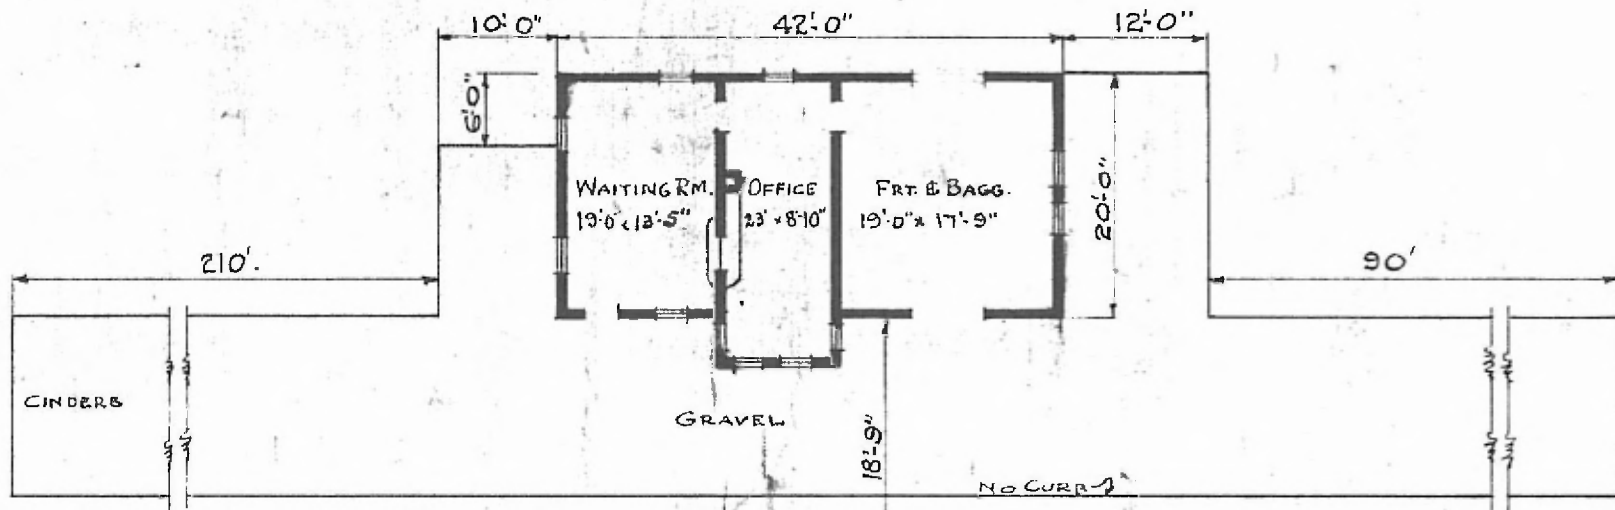 10'-0" 42'-0" 12'-0"
6'-0"
WAITING RM. OFFICE FRT. & BAGG.
19'-0" x 13'-5" 23' x 8'-10" 19'-0" x 17'-9"
20'-0"
210'. 90'
CINDERS
GRAVEL
18'-9"
NO CURB